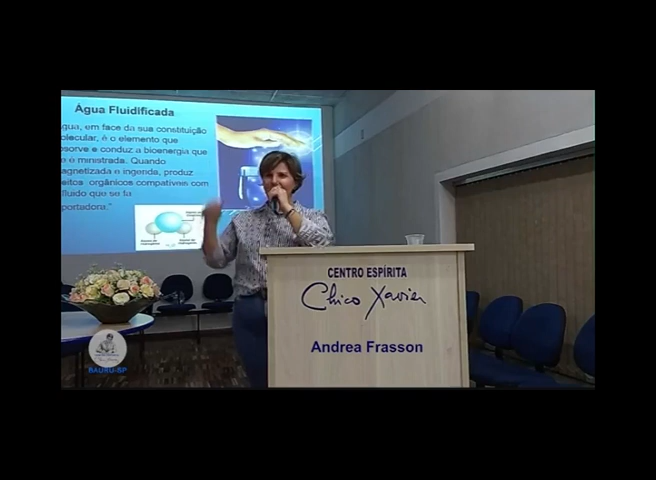 Água Fluidificada
água, em face da sua constituição
molecular, é o elemento que
absorve e conduz a bioenergia que
é ministrada. Quando
magnetizada e ingerida, produz
efeitos orgânicos compatíveis com
fluido que se faz
portadora."
CENTRO ESPÍRITA
Chico Xavier
Andrea Frasson
BAURU-SP